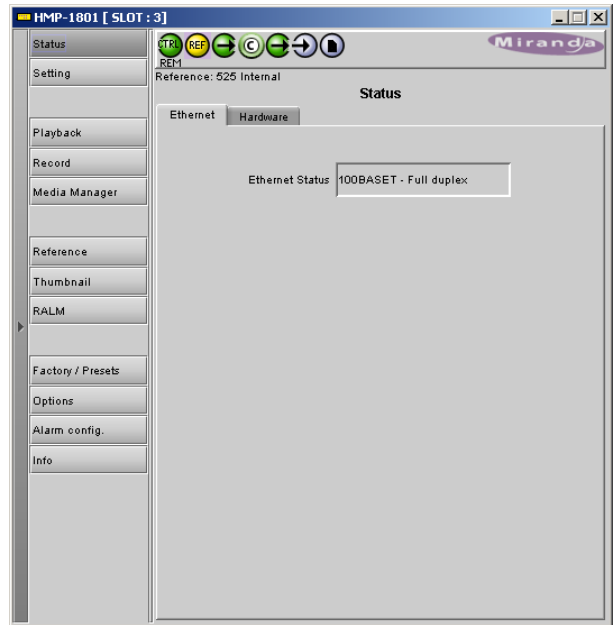 HMP-1801 [ SLOT : 3]
Status
Setting
Playback
Record
Media Manager
Reference
Thumbnail
RALM
Factory / Presets
Options
Alarm config.
Info
CTRL REF C
REM
Miranda
Reference: 525 Internal
Status
Ethernet Hardware
Ethernet Status 100BASET - Full duplex